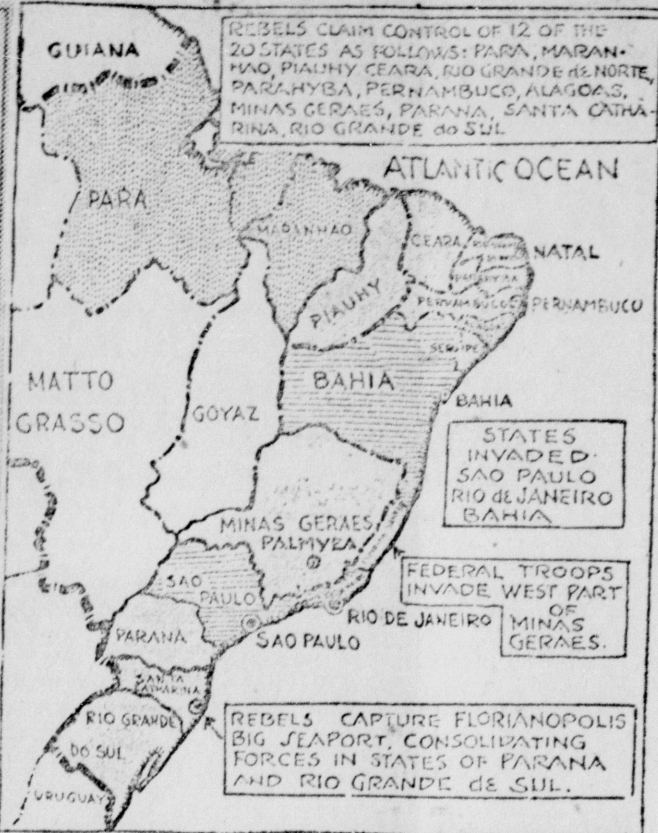 REBELS CLAIM CONTROL OF 12 OF THE
20 STATES AS FOLLOWS: PARA, MARAN-
HAO, PIAUHY CEARA, RIO GRANDE de NORTE,
PARAHYBA, PERNAMBUCO, ALAGOAS,
MINAS GERAES, PARANA, SANTA CATHA-
RINA, RIO GRANDE do SUL
GUIANA
ATLANTIC OCEAN
PARA
MARANHAO
CEARA
NATAL
PARAHYBA
PIAUHY
PERNAMBUCO
PERNAMBUCO
SERGIPE
MATTO
GRASSO
GOYAZ
BAHIA
BAHIA
STATES
INVADED.
SAO PAULO
RIO de JANEIRO
BAHIA
MINAS GERAES
PALMYRA
FEDERAL TROOPS
INVADE WEST PART
OF
MINAS
GERAES.
SAO
PAULO
RIO DE JANEIRO
SAO PAULO
PARANA
SANTA
CATHARINA
RIO GRANDE
DO SUL
REBELS CAPTURE FLORIANOPOLIS
BIG SEAPORT, CONSOLIDATING
FORCES IN STATES OF PARANA
AND RIO GRANDE de SUL.
URUGUAY